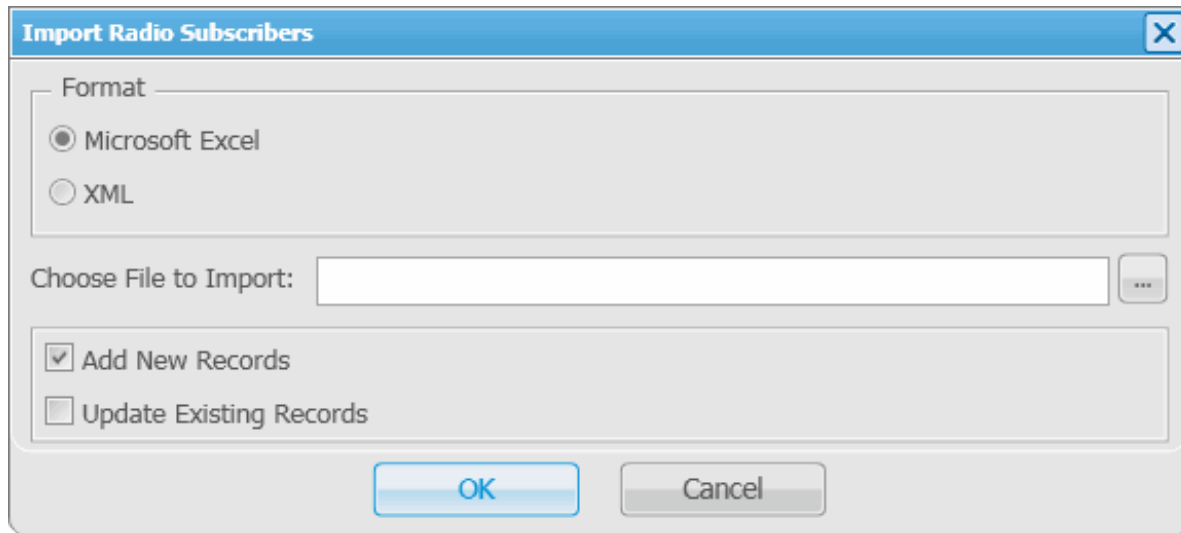 Import Radio Subscribers
Format
Microsoft Excel
XML
Choose File to Import:
...
Add New Records
Update Existing Records
OK
Cancel